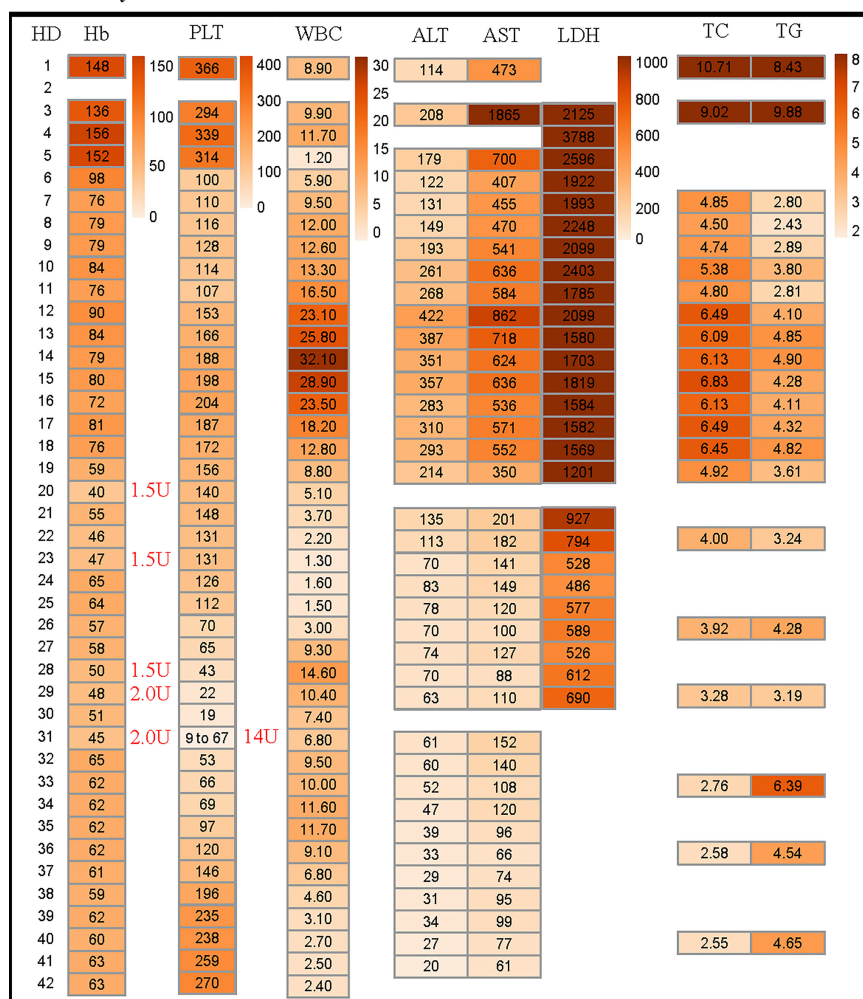 HD Hb PLT WBC ALT AST LDH TC TG
1 148 150 366 400 8.90 30 114 473 1000 10.71 8.43 8
2 25 7
3 136 100 294 300 9.90 20 208 1865 2125 800 9.02 9.88 6
4 156 339 200 11.70 3788 600
5 152 50 314 1.20 15 179 700 2596 5
6 98 100 100 5.90 10 122 407 1922 400 4
7 76 110 0 9.50 5 131 455 1993 200 4.85 2.80 3
8 79 0 116 12.00 0 149 470 2248 0 4.50 2.43 2
9 79 128 12.60 193 541 2099 4.74 2.89
10 84 114 13.30 261 636 2403 5.38 3.80
11 76 107 16.50 268 584 1785 4.80 2.81
12 90 153 23.10 422 862 2099 6.49 4.10
13 84 166 25.80 387 718 1580 6.09 4.85
14 79 188 32.10 351 624 1703 6.13 4.90
15 80 198 28.90 357 636 1819 6.83 4.28
16 72 204 23.50 283 536 1584 6.13 4.11
17 81 187 18.20 310 571 1582 6.49 4.32
18 76 172 12.80 293 552 1569 6.45 4.82
19 59 156 8.80 214 350 1201 4.92 3.61
20 40 1.5U 140 5.10
21 55 148 3.70 135 201 927
22 46 131 2.20 113 182 794 4.00 3.24
23 47 1.5U 131 1.30 70 141 528
24 65 126 1.60 83 149 486
25 64 112 1.50 78 120 577
26 57 70 3.00 70 100 589 3.92 4.28
27 58 65 9.30 74 127 526
28 50 1.5U 43 14.60 70 88 612
29 48 2.0U 22 10.40 63 110 690 3.28 3.19
30 51 19 7.40
31 45 2.0U 9 to 67 14U 6.80 61 152
32 65 53 9.50 60 140
33 62 66 10.00 52 108 2.76 6.39
34 62 69 11.60 47 120
35 62 97 11.70 39 96
36 62 120 9.10 33 66 2.58 4.54
37 61 146 6.80 29 74
38 59 196 4.60 31 95
39 62 235 3.10 34 99
40 60 238 2.70 27 77 2.55 4.65
41 63 259 2.50 20 61
42 63 270 2.40